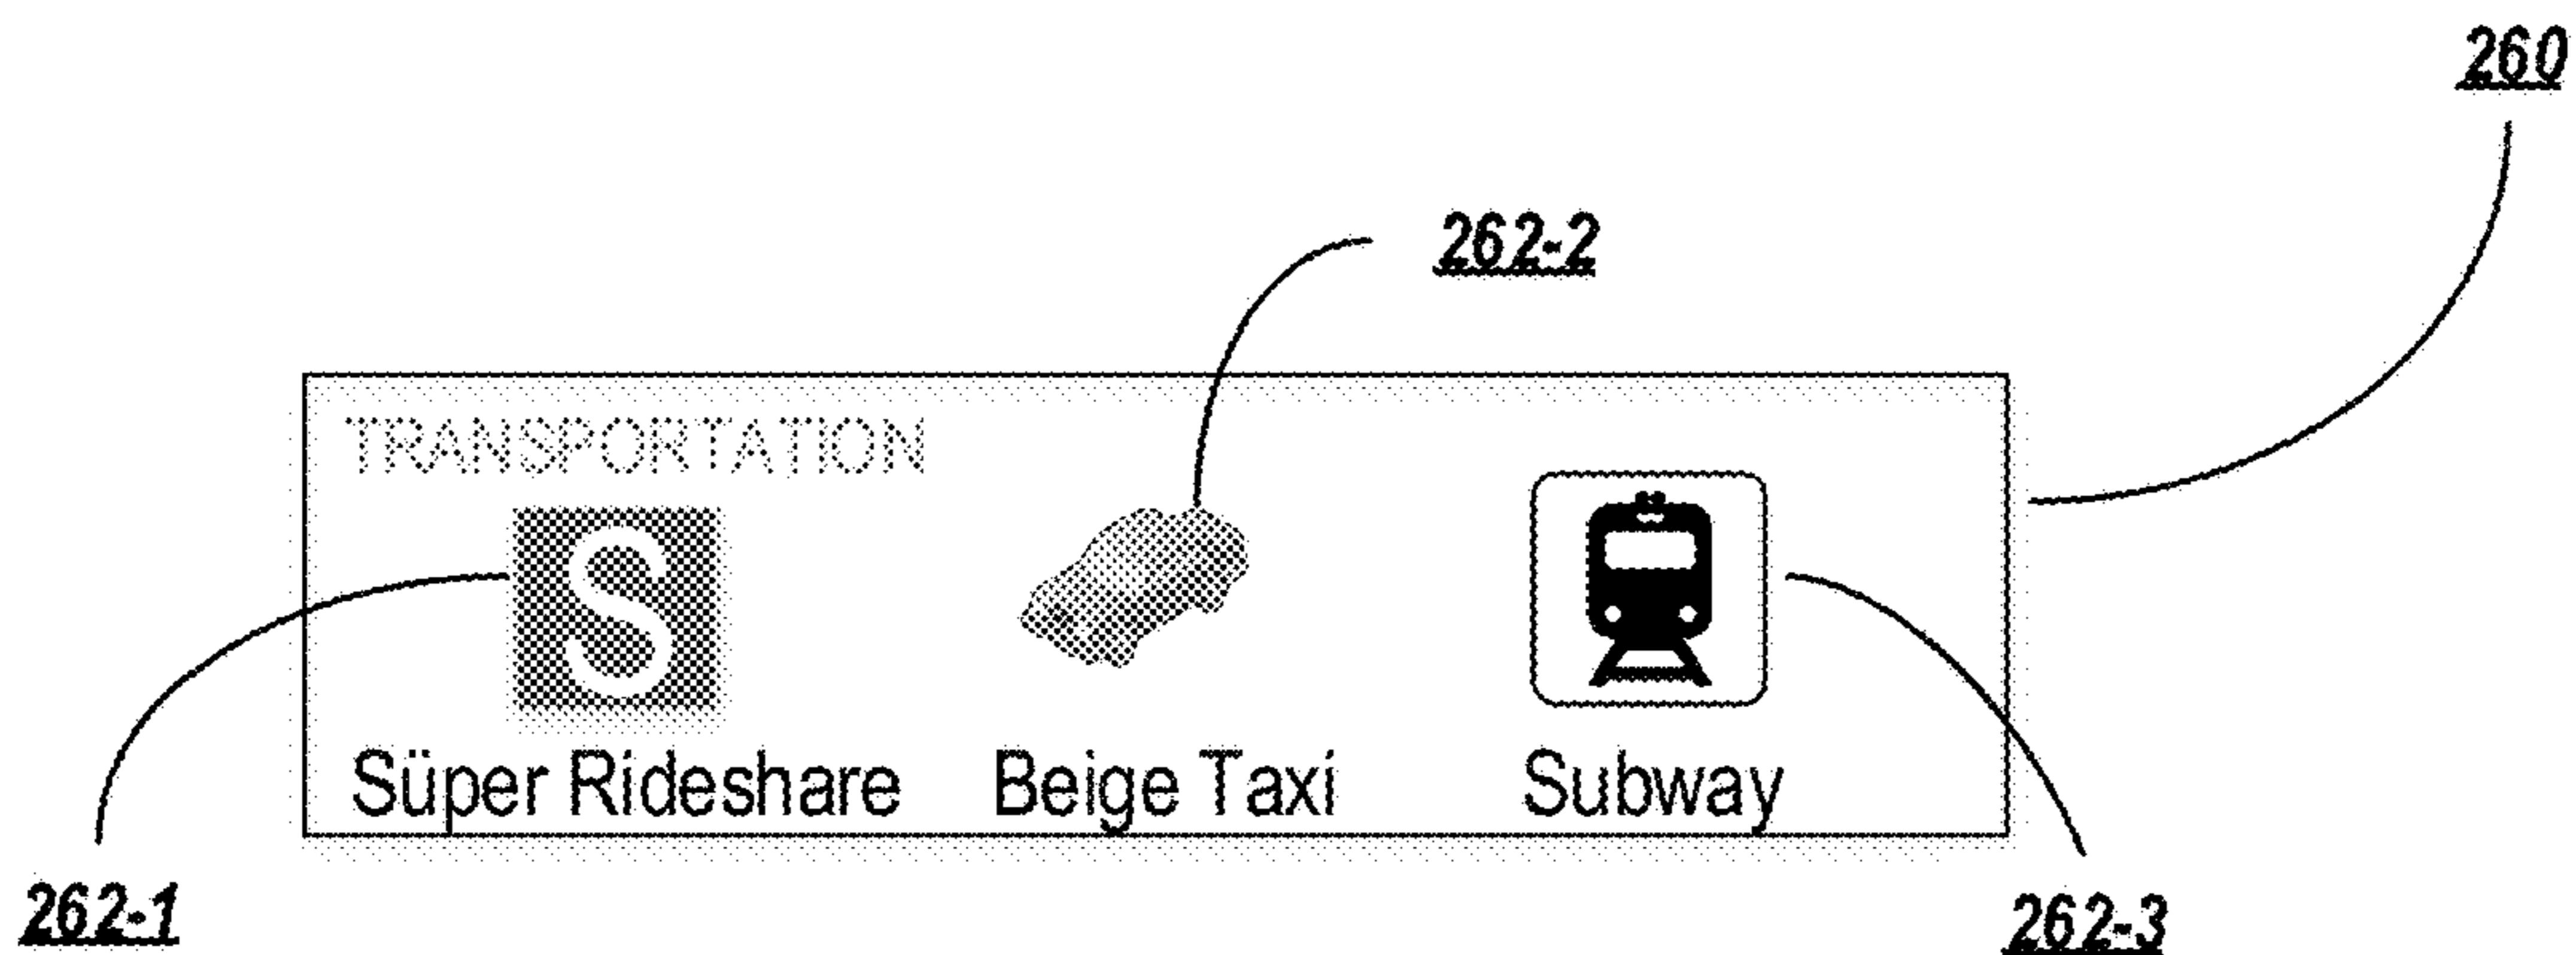 260
262-2
TRANSPORTATION
S
Süper Rideshare Beige Taxi Subway
262-1 262-3